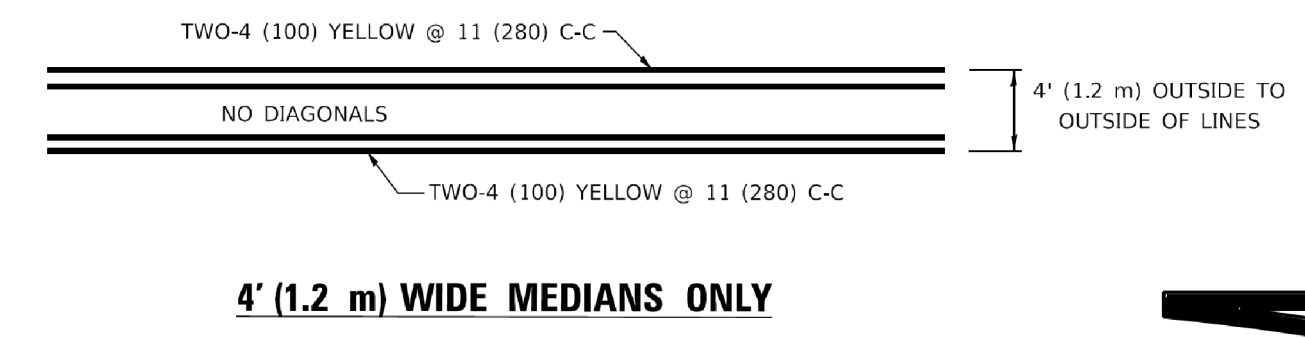 TWO-4 (100) YELLOW @ 11 (280) C-C
NO DIAGONALS
4' (1.2 m) OUTSIDE TO
OUTSIDE OF LINES
TWO-4 (100) YELLOW @ 11 (280) C-C
4' (1.2 m) WIDE MEDIANS ONLY